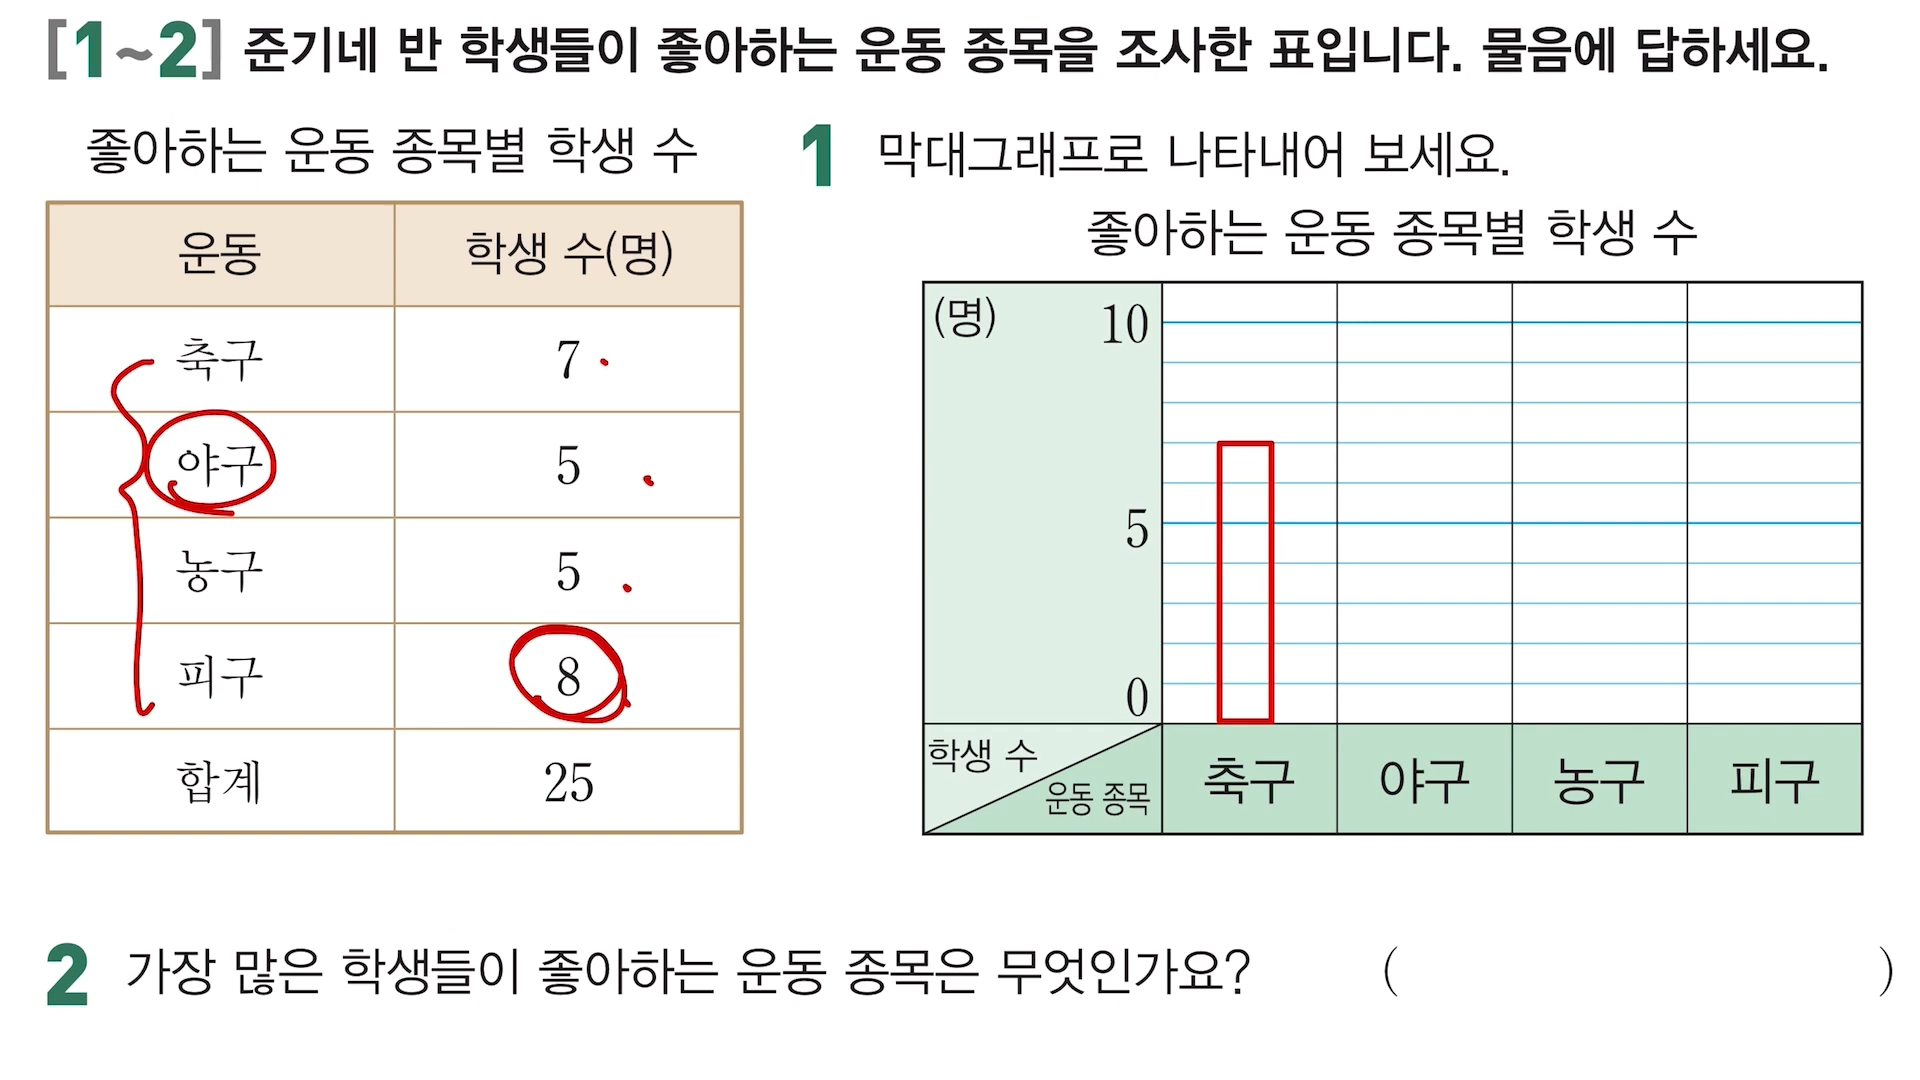 [1~2] 준기네 반 학생들이 좋아하는 운동 종목을 조사한 표입니다. 물음에 답하세요.
좋아하는 운동 종목별 학생 수
운동 학생 수(명)
축구 7
야구 5
농구 5
피구 8
합계 25
1 막대그래프로 나타내어 보세요.
좋아하는 운동 종목별 학생 수
(명) 10
5
0
학생 수
운동 종목
축구 야구 농구 피구
2 가장 많은 학생들이 좋아하는 운동 종목은 무엇인가요? ( )